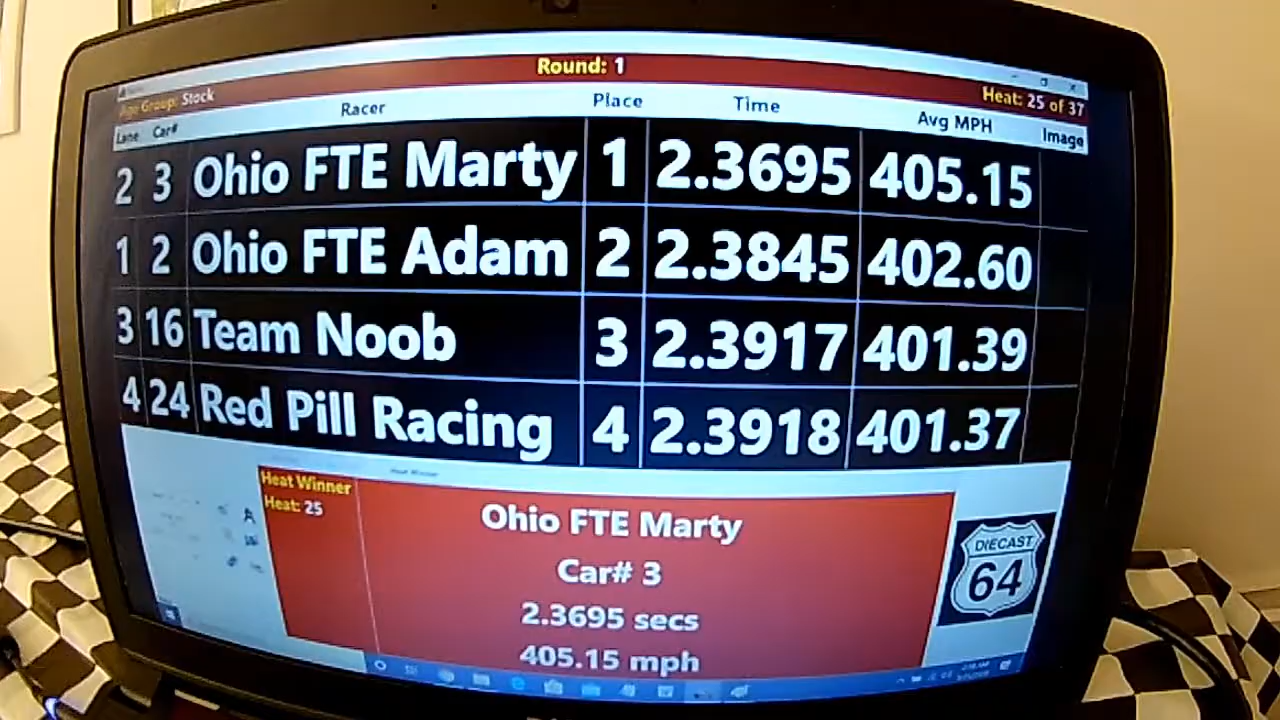 Round: 1
Age Group: Stock
Heat: 25 of 37
Lane Car# Racer Place Time Avg MPH Image
2 3 Ohio FTE Marty 1 2.3695 405.15
1 2 Ohio FTE Adam 2 2.3845 402.60
3 16 Team Noob 3 2.3917 401.39
4 24 Red Pill Racing 4 2.3918 401.37
Heat Winner
Heat Winner
Heat: 25
Ohio FTE Marty
Car# 3
2.3695 secs
405.15 mph
DIECAST
64